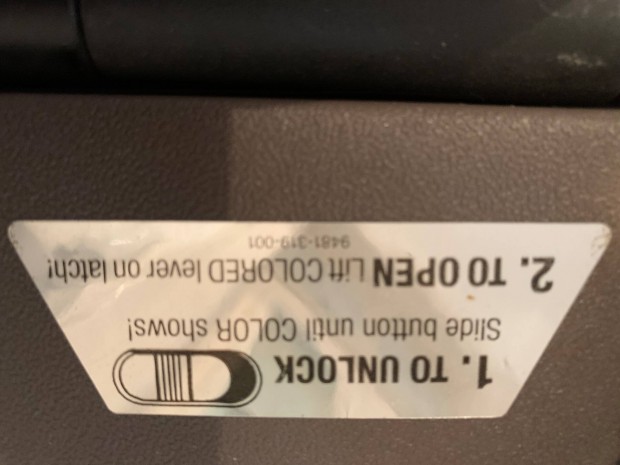 1. TO UNLOCK
Slide button until COLOR shows!
2. TO OPEN Lift COLORED lever on latch!
9481-319-001